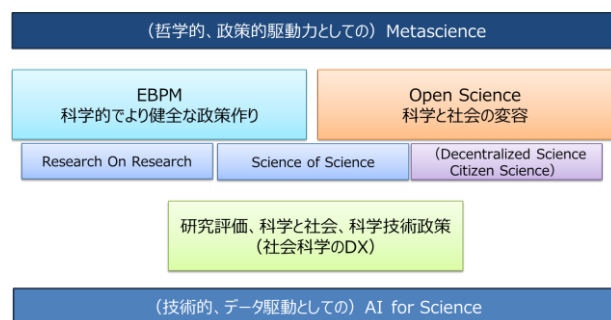 （哲学的、政策的駆動力としての） Metascience
EBPM
科学的でより健全な政策作り
Open Science
科学と社会の変容
Research On Research
Science of Science
（Decentralized Science
Citizen Science）
研究評価、科学と社会、科学技術政策
（社会科学のDX）
（技術的、データ駆動としての） AI for Science